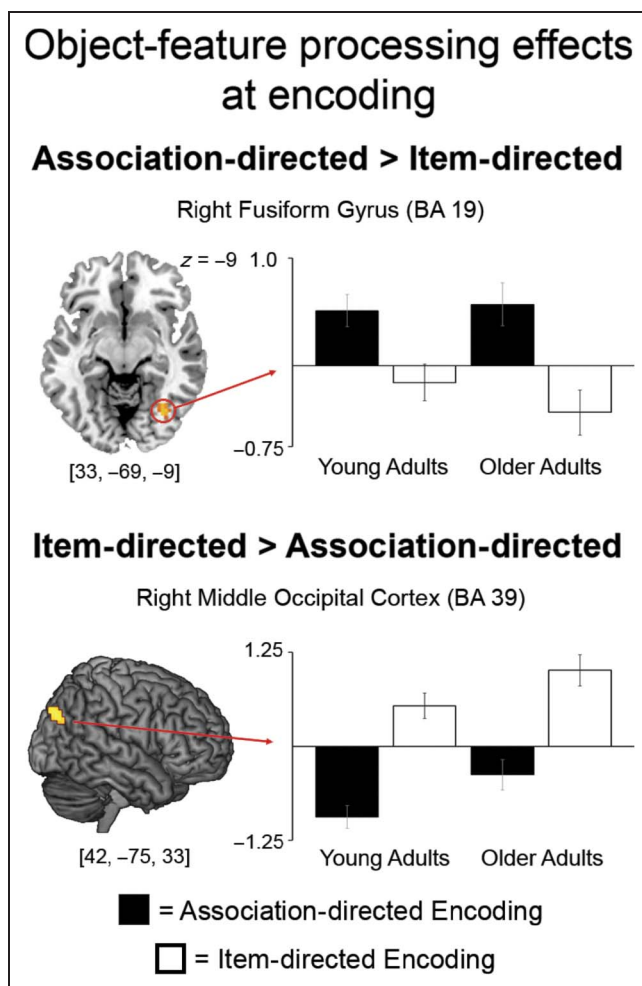 Object-feature processing effects
at encoding
Association-directed > Item-directed
Right Fusiform Gyrus (BA 19)
z = –9
1.0
–0.75
[33, –69, –9]
Young Adults
Older Adults
Item-directed > Association-directed
Right Middle Occipital Cortex (BA 39)
1.25
–1.25
[42, –75, 33]
Young Adults
Older Adults
= Association-directed Encoding
= Item-directed Encoding